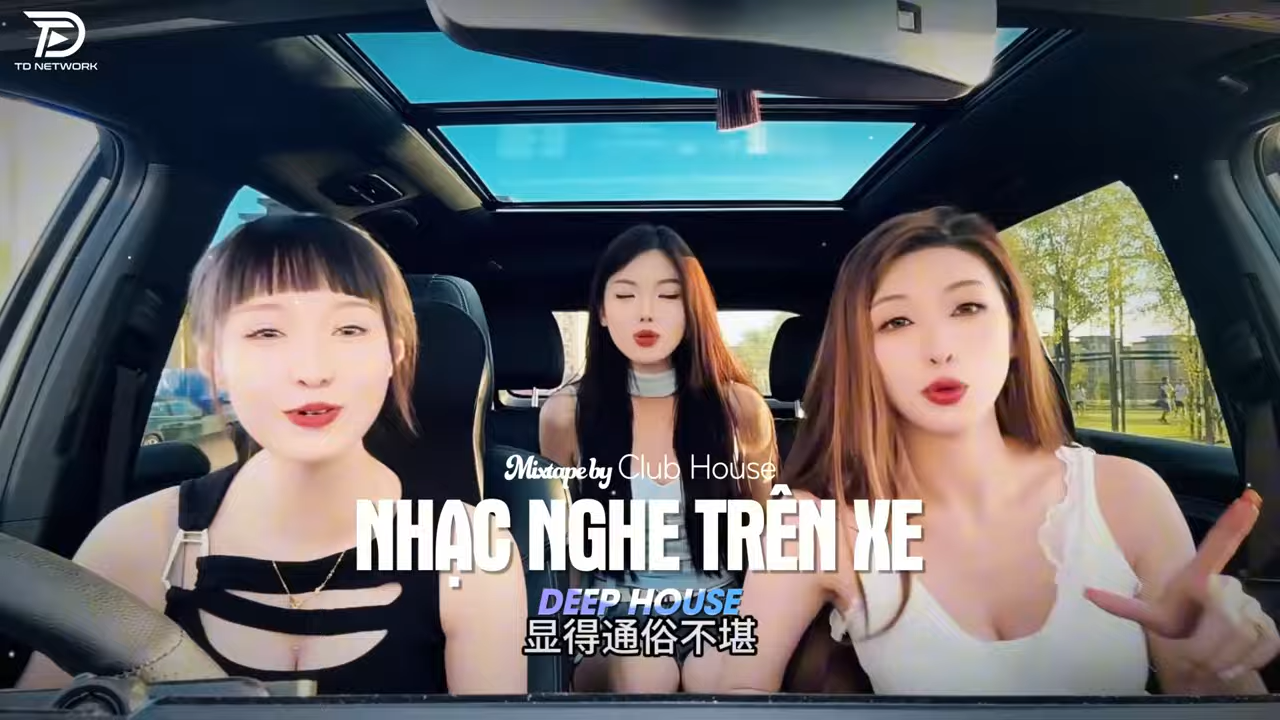 TD NETWORK
Mixtape by Club House
NHẠC NGHE TRÊN XE
DEEP HOUSE
显得通俗不堪